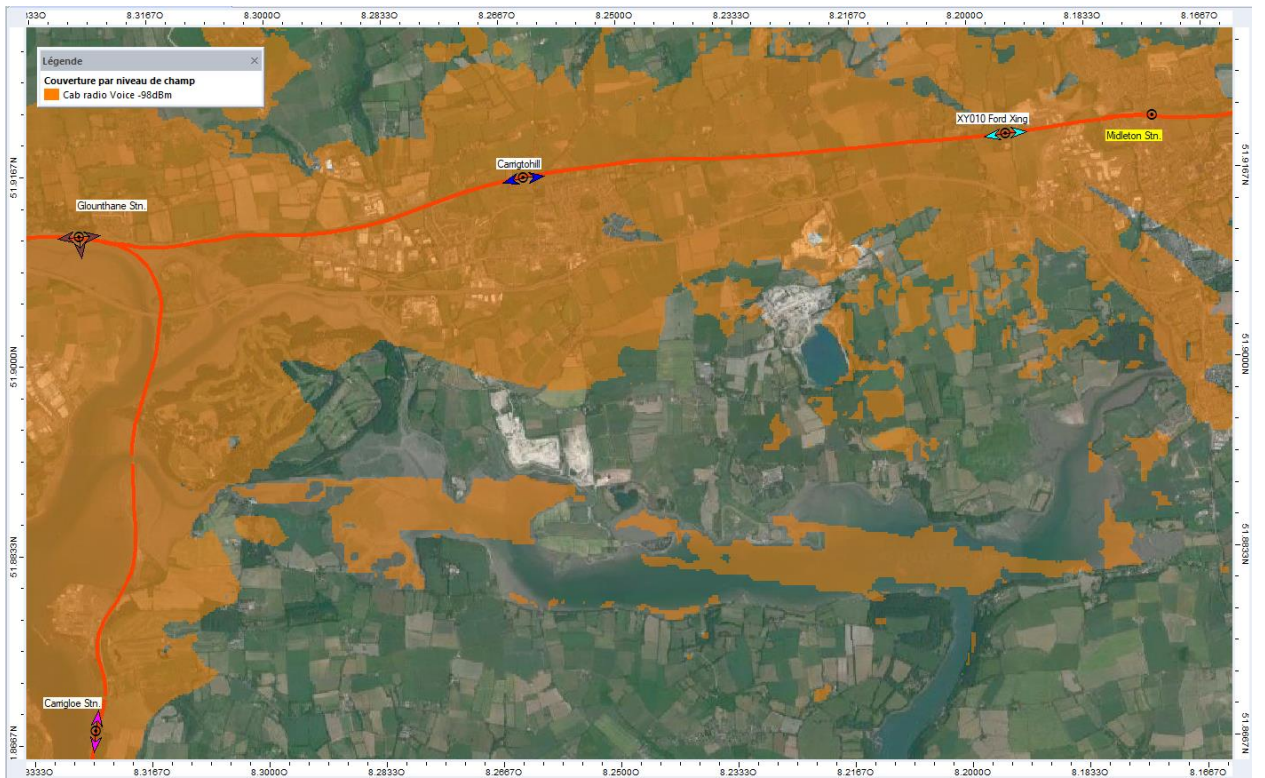 333O 8.3167O 8.3000O 8.2833O 8.2667O 8.2500O 8.2333O 8.2167O 8.2000O 8.1833O 8.1667O
Légende ×
Couverture par niveau de champ
Cab radio Voice -98dBm
XY010 Ford Xing
Midleton Stn.
Carrigtohill
51.9167N
51.9167N
Glounthane Stn.
51.9000N
51.9000N
51.8833N
51.8833N
Carrigloe Stn.
1.8667N
51.8667N
3333O 8.3167O 8.3000O 8.2833O 8.2667O 8.2500O 8.2333O 8.2167O 8.2000O 8.1833O 8.1667O